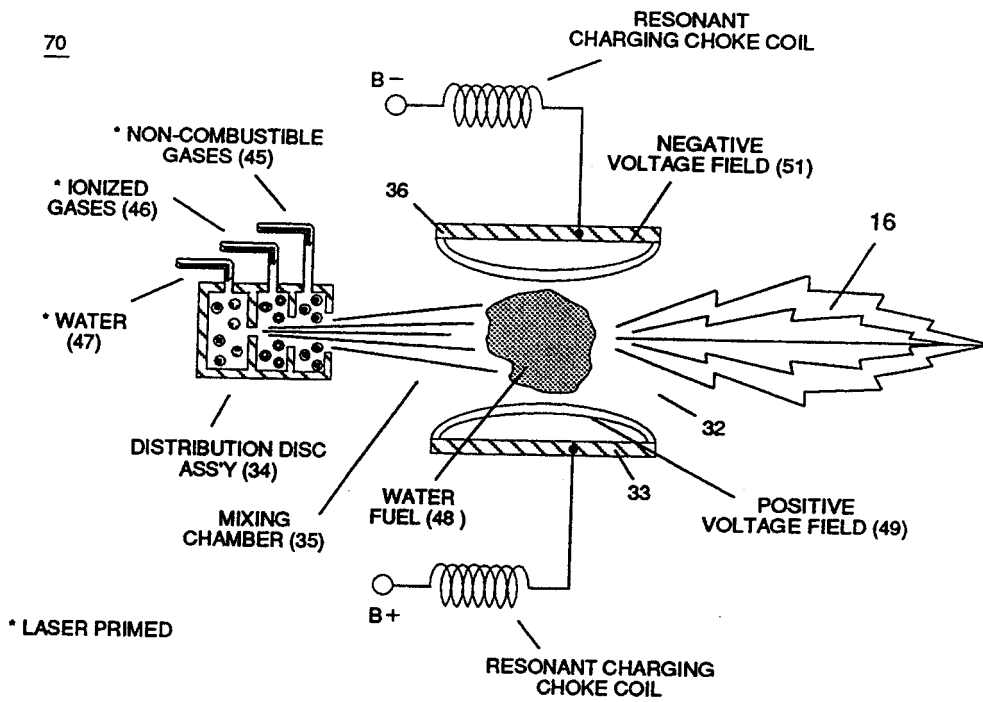 70
RESONANT
CHARGING CHOKE COIL
B-
* NON-COMBUSTIBLE
GASES (45)
NEGATIVE
VOLTAGE FIELD (51)
* IONIZED
GASES (46)
36
16
* WATER
(47)
32
DISTRIBUTION DISC
ASS'Y (34)
33
WATER
FUEL (48)
POSITIVE
VOLTAGE FIELD (49)
MIXING
CHAMBER (35)
B+
* LASER PRIMED
RESONANT CHARGING
CHOKE COIL